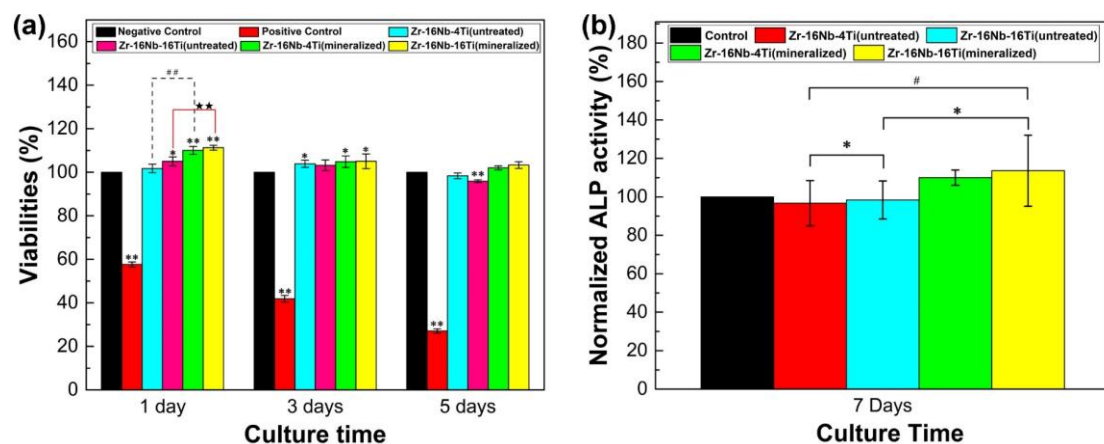 (a)
Negative Control Positive Control Zr-16Nb-4Ti(untreated)
Zr-16Nb-16Ti(untreated) Zr-16Nb-4Ti(mineralized) Zr-16Nb-16Ti(mineralized)
160
140
120
100
80
60
40
20
0
Viabilities (%)
##
★★
**
*
**
**
**
*
*
*
**
**
1 day 3 days 5 days
Culture time
(b)
Control Zr-16Nb-4Ti(untreated) Zr-16Nb-16Ti(untreated)
Zr-16Nb-4Ti(mineralized) Zr-16Nb-16Ti(mineralized)
180
160
140
120
100
80
60
40
20
0
Normalized ALP activity (%)
#
*
*
7 Days
Culture Time